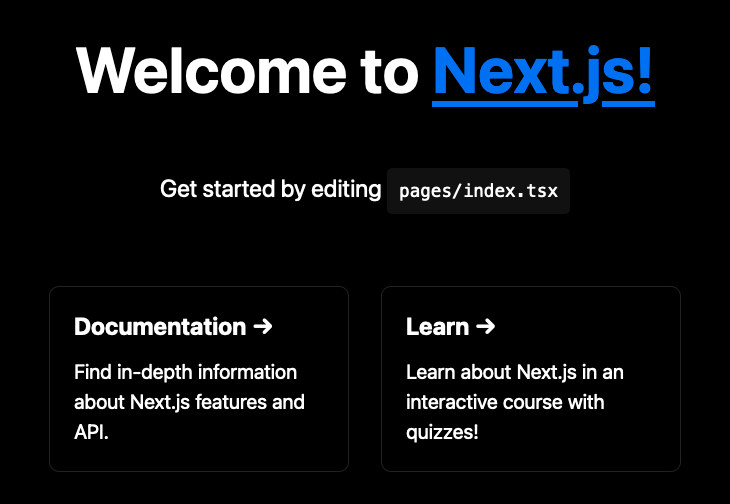 Welcome to Next.js!
Get started by editing pages/index.tsx
Documentation →
Find in-depth information
about Next.js features and
API.
Learn →
Learn about Next.js in an
interactive course with
quizzes!